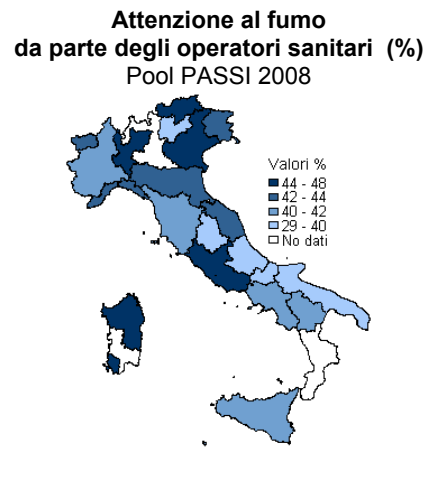 Attenzione al fumo
da parte degli operatori sanitari (%)
Pool PASSI 2008
Valori %
44 - 48
42 - 44
40 - 42
29 - 40
No dati